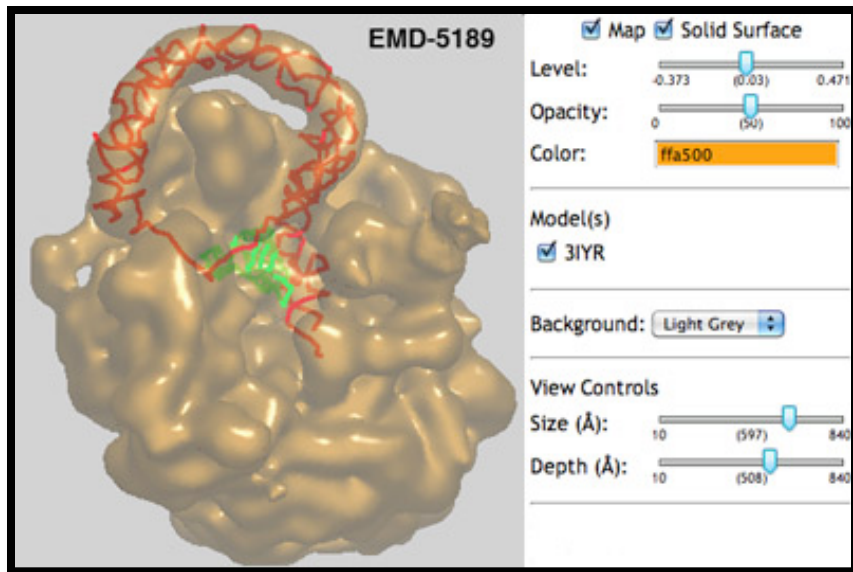 EMD-5189
Map Solid Surface
Level:
-0.373 (0.03) 0.471
Opacity:
0 (50) 100
Color: ffa500
Model(s)
3IYR
Background: Light Grey
View Controls
Size (Å):
10 (597) 840
Depth (Å):
10 (508) 840